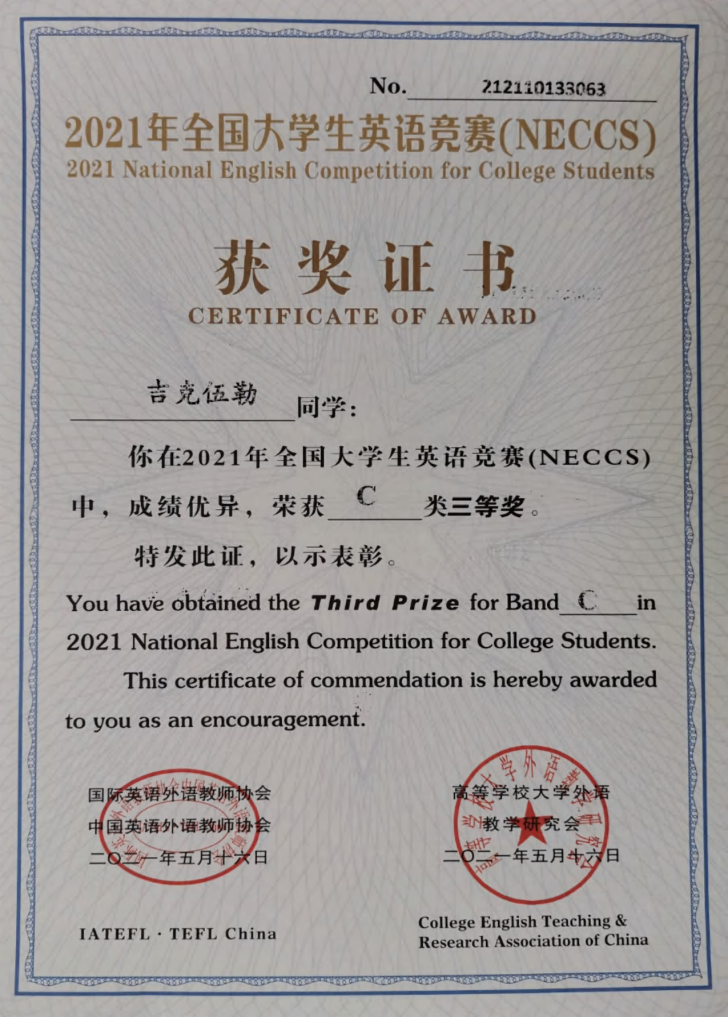 No. 212110133063
2021年全国大学生英语竞赛(NECCS)
2021 National English Competition for College Students
获奖证书
CERTIFICATE OF AWARD
吉克伍勒 同学：
你在2021年全国大学生英语竞赛(NECCS)
中，成绩优异，荣获 C 类三等奖。
特发此证，以示表彰。
You have obtained the Third Prize for Band C in
2021 National English Competition for College Students.
This certificate of commendation is hereby awarded
to you as an encouragement.
国际英语外语教师协会
中国英语外语教师协会
二〇二一年五月十六日
高等学校大学外语
教学研究会
二〇二一年五月十六日
IATEFL · TEFL China
College English Teaching &
Research Association of China